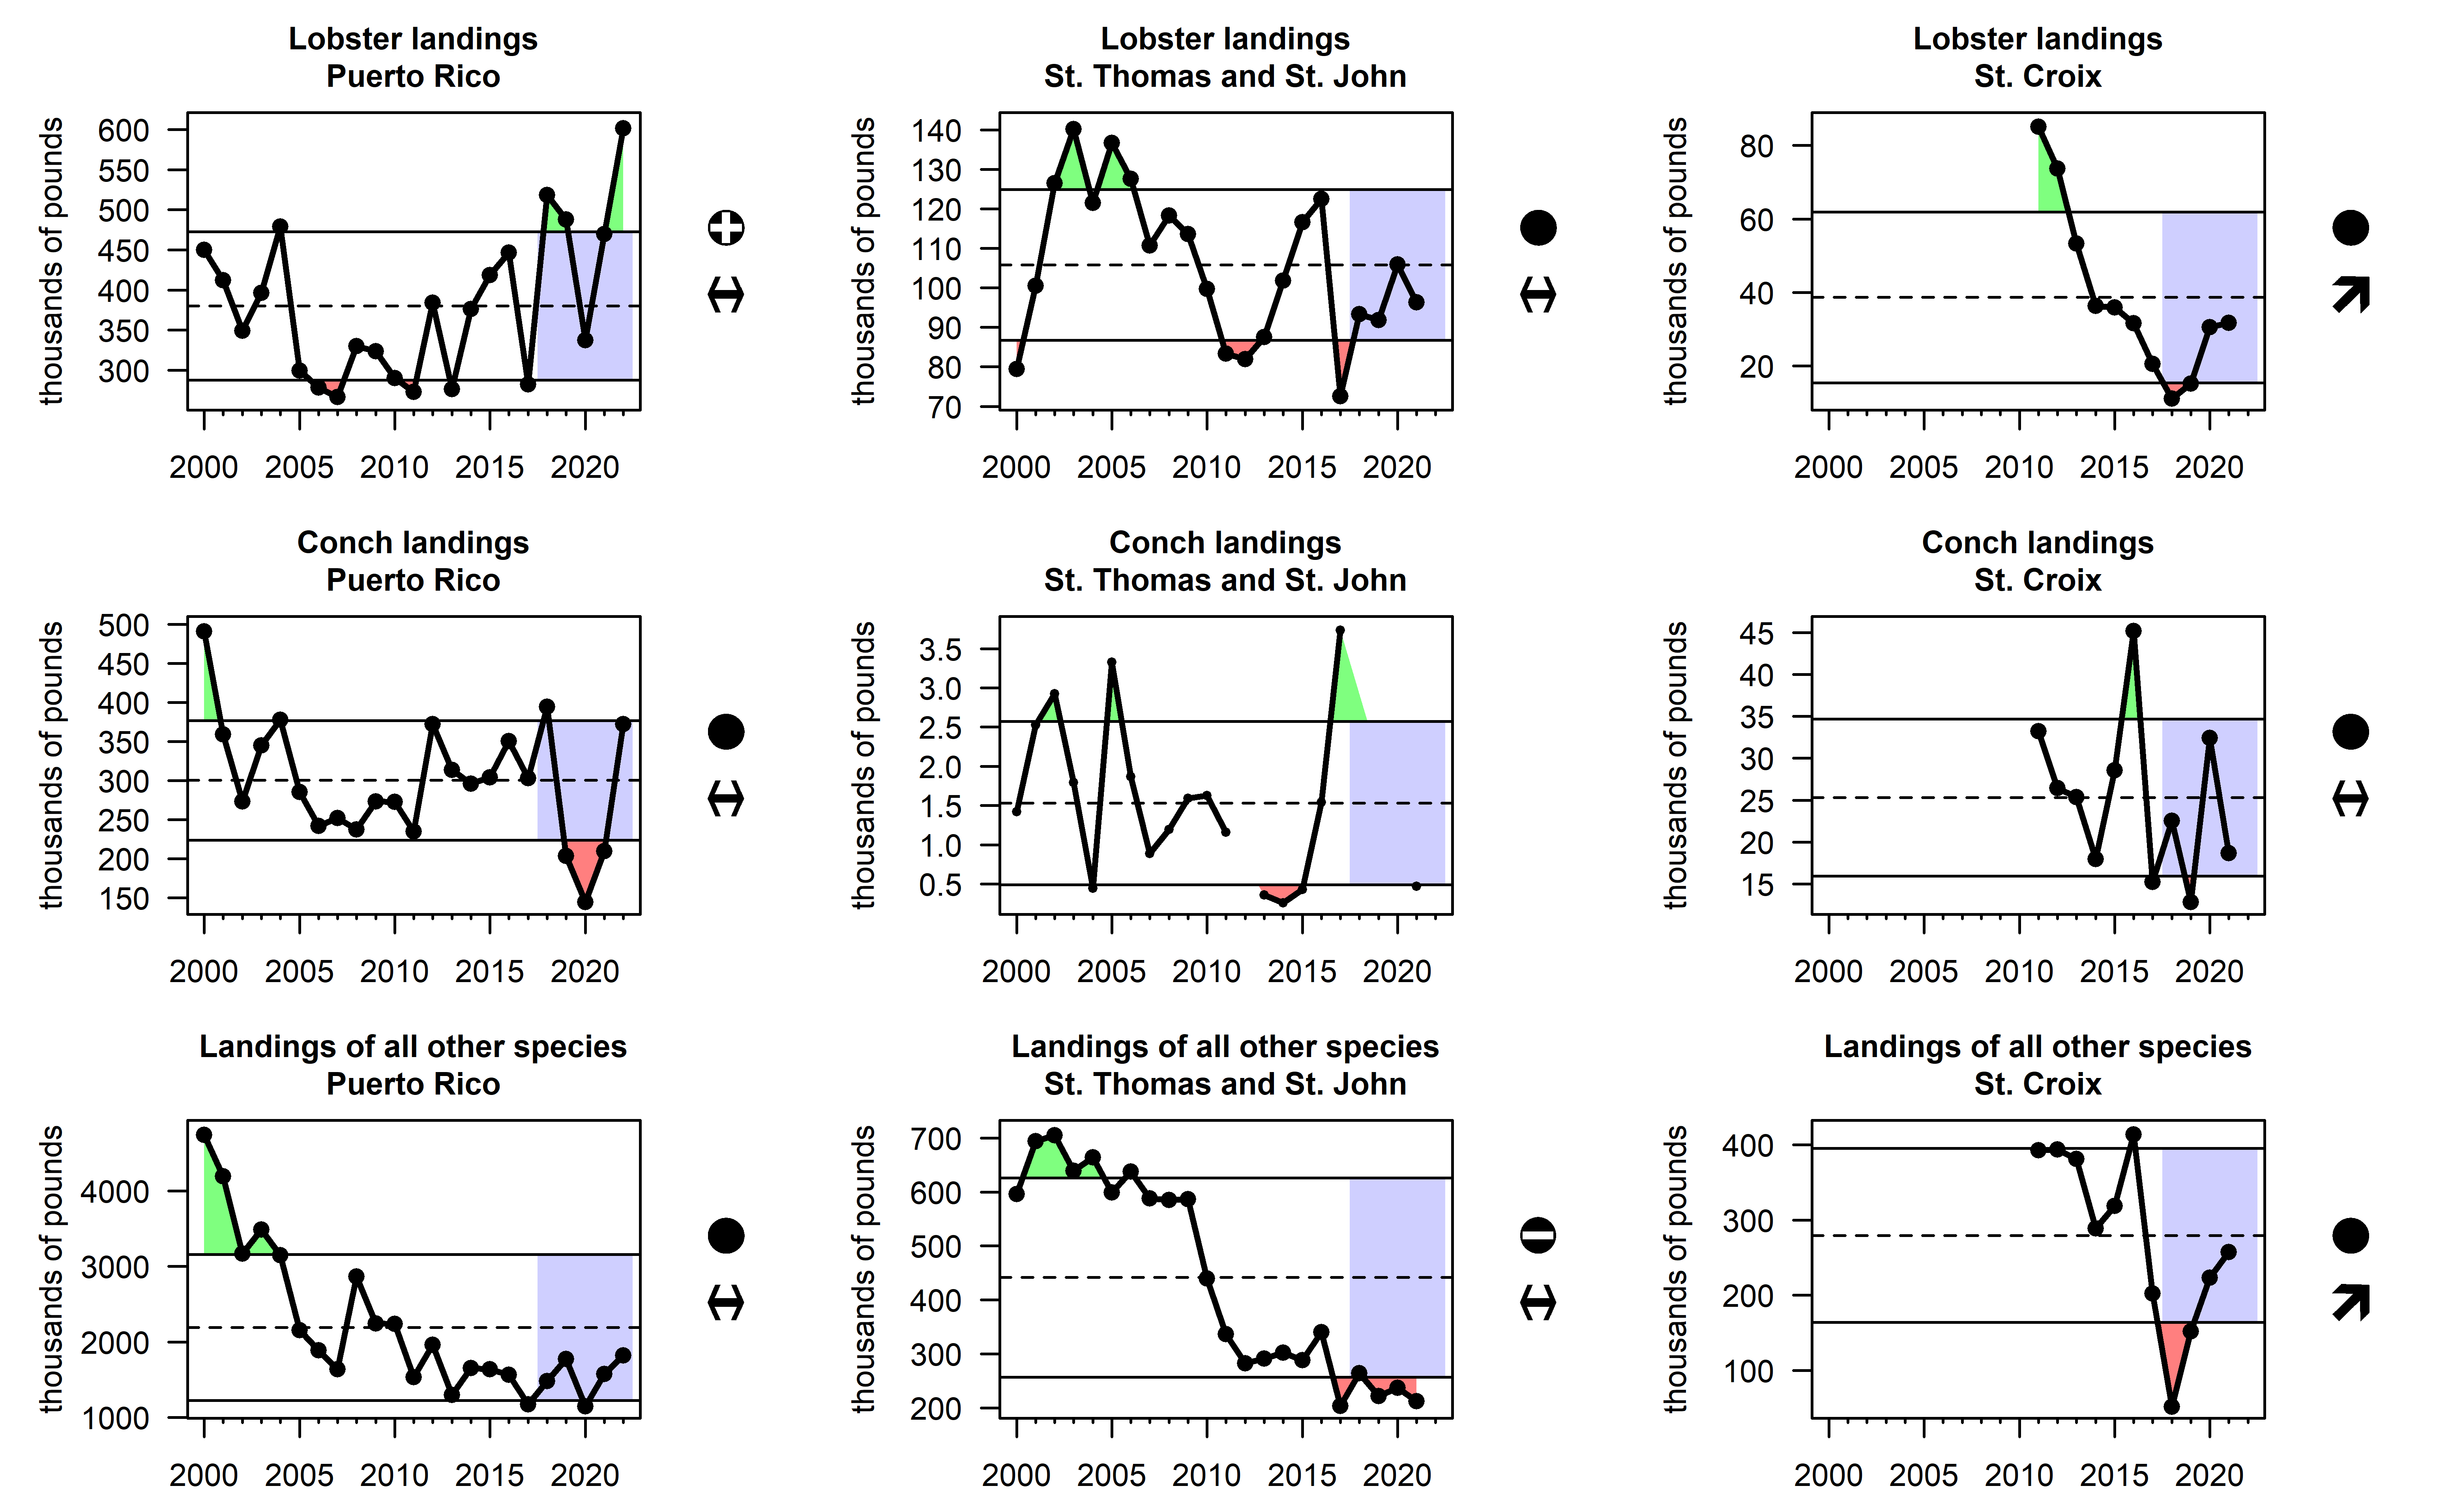 Lobster landings
Puerto Rico
thousands of pounds
600
550
500
450
400
350
300
2000 2005 2010 2015 2020
Lobster landings
St. Thomas and St. John
thousands of pounds
140
130
120
110
100
90
80
70
2000 2005 2010 2015 2020
Lobster landings
St. Croix
thousands of pounds
80
60
40
20
2000 2005 2010 2015 2020
Conch landings
Puerto Rico
thousands of pounds
500
450
400
350
300
250
200
150
2000 2005 2010 2015 2020
Conch landings
St. Thomas and St. John
thousands of pounds
3.5
3.0
2.5
2.0
1.5
1.0
0.5
2000 2005 2010 2015 2020
Conch landings
St. Croix
thousands of pounds
45
40
35
30
25
20
15
2000 2005 2010 2015 2020
Landings of all other species
Puerto Rico
thousands of pounds
4000
3000
2000
1000
2000 2005 2010 2015 2020
Landings of all other species
St. Thomas and St. John
thousands of pounds
700
600
500
400
300
200
2000 2005 2010 2015 2020
Landings of all other species
St. Croix
thousands of pounds
400
300
200
100
2000 2005 2010 2015 2020